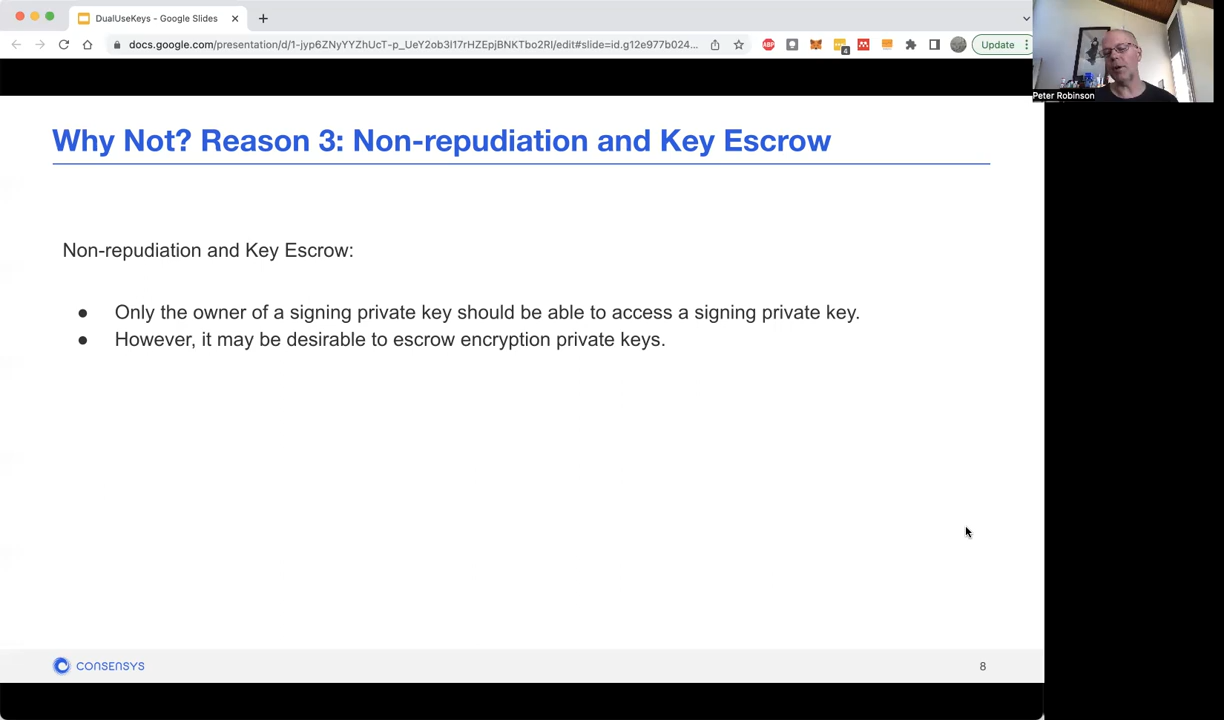 DualUseKeys - Google Slides
docs.google.com/presentation/d/1-jyp6ZNyYYZhUcT-p_UeY2ob3l17rHZEpjBNKTbo2RI/edit#slide=id.g12e977b024...
ABP
4
Update
Peter Robinson
Why Not? Reason 3: Non-repudiation and Key Escrow
Non-repudiation and Key Escrow:
● Only the owner of a signing private key should be able to access a signing private key.
● However, it may be desirable to escrow encryption private keys.
CONSENSYS
8